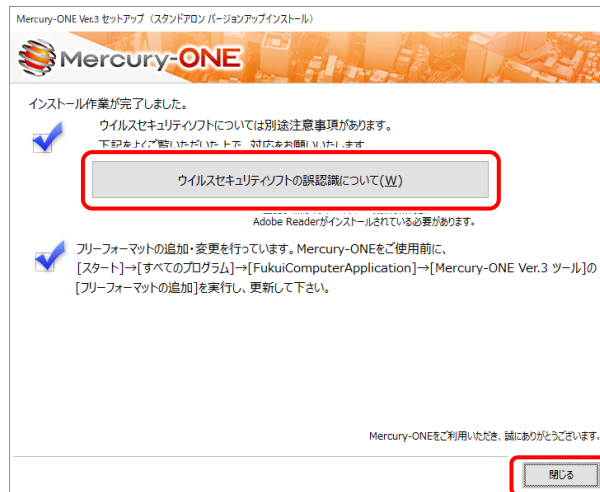 Mercury-ONE Ver.3 セットアップ（スタンドアロン バージョンアップインストール）
Mercury-ONE
インストール作業が完了しました。
ウイルスセキュリティソフトについては別途注意事項があります。
下記をよくご覧いただいた上で、対応をお願いいたします
ウイルスセキュリティソフトの誤認識について(W)
Adobe Readerがインストールされている必要があります。
フリーフォーマットの追加・変更を行っています。Mercury-ONEをご使用前に、
[スタート]→[すべてのプログラム]→[FukuiComputerApplication]→[Mercury-ONE Ver.3 ツール]の
[フリーフォーマットの追加]を実行し、更新して下さい。
Mercury-ONEをご利用いただき、誠にありがとうございます。
閉じる